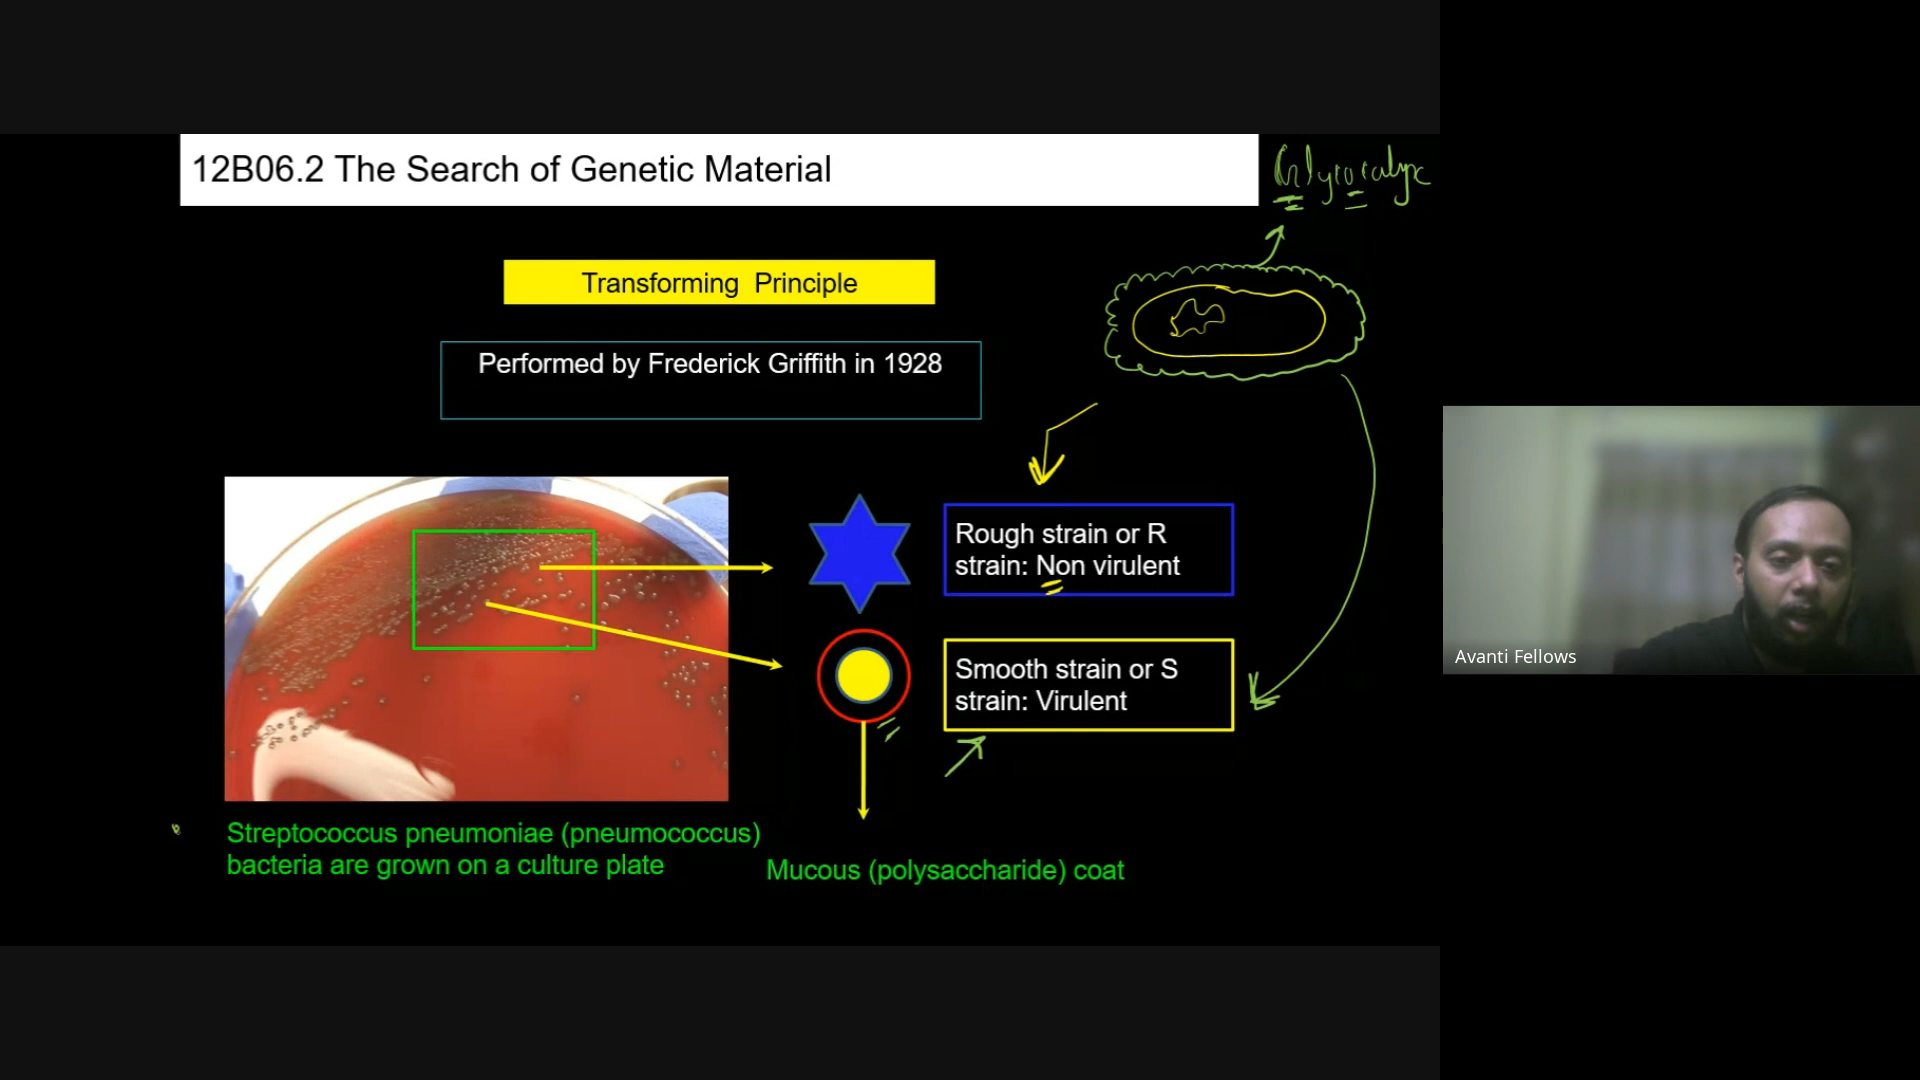 12B06.2 The Search of Genetic Material
Glycocalyx
Transforming Principle
Performed by Frederick Griffith in 1928
Rough strain or R
strain: Non virulent
Smooth strain or S
strain: Virulent
Avanti Fellows
Streptococcus pneumoniae (pneumococcus)
bacteria are grown on a culture plate
Mucous (polysaccharide) coat